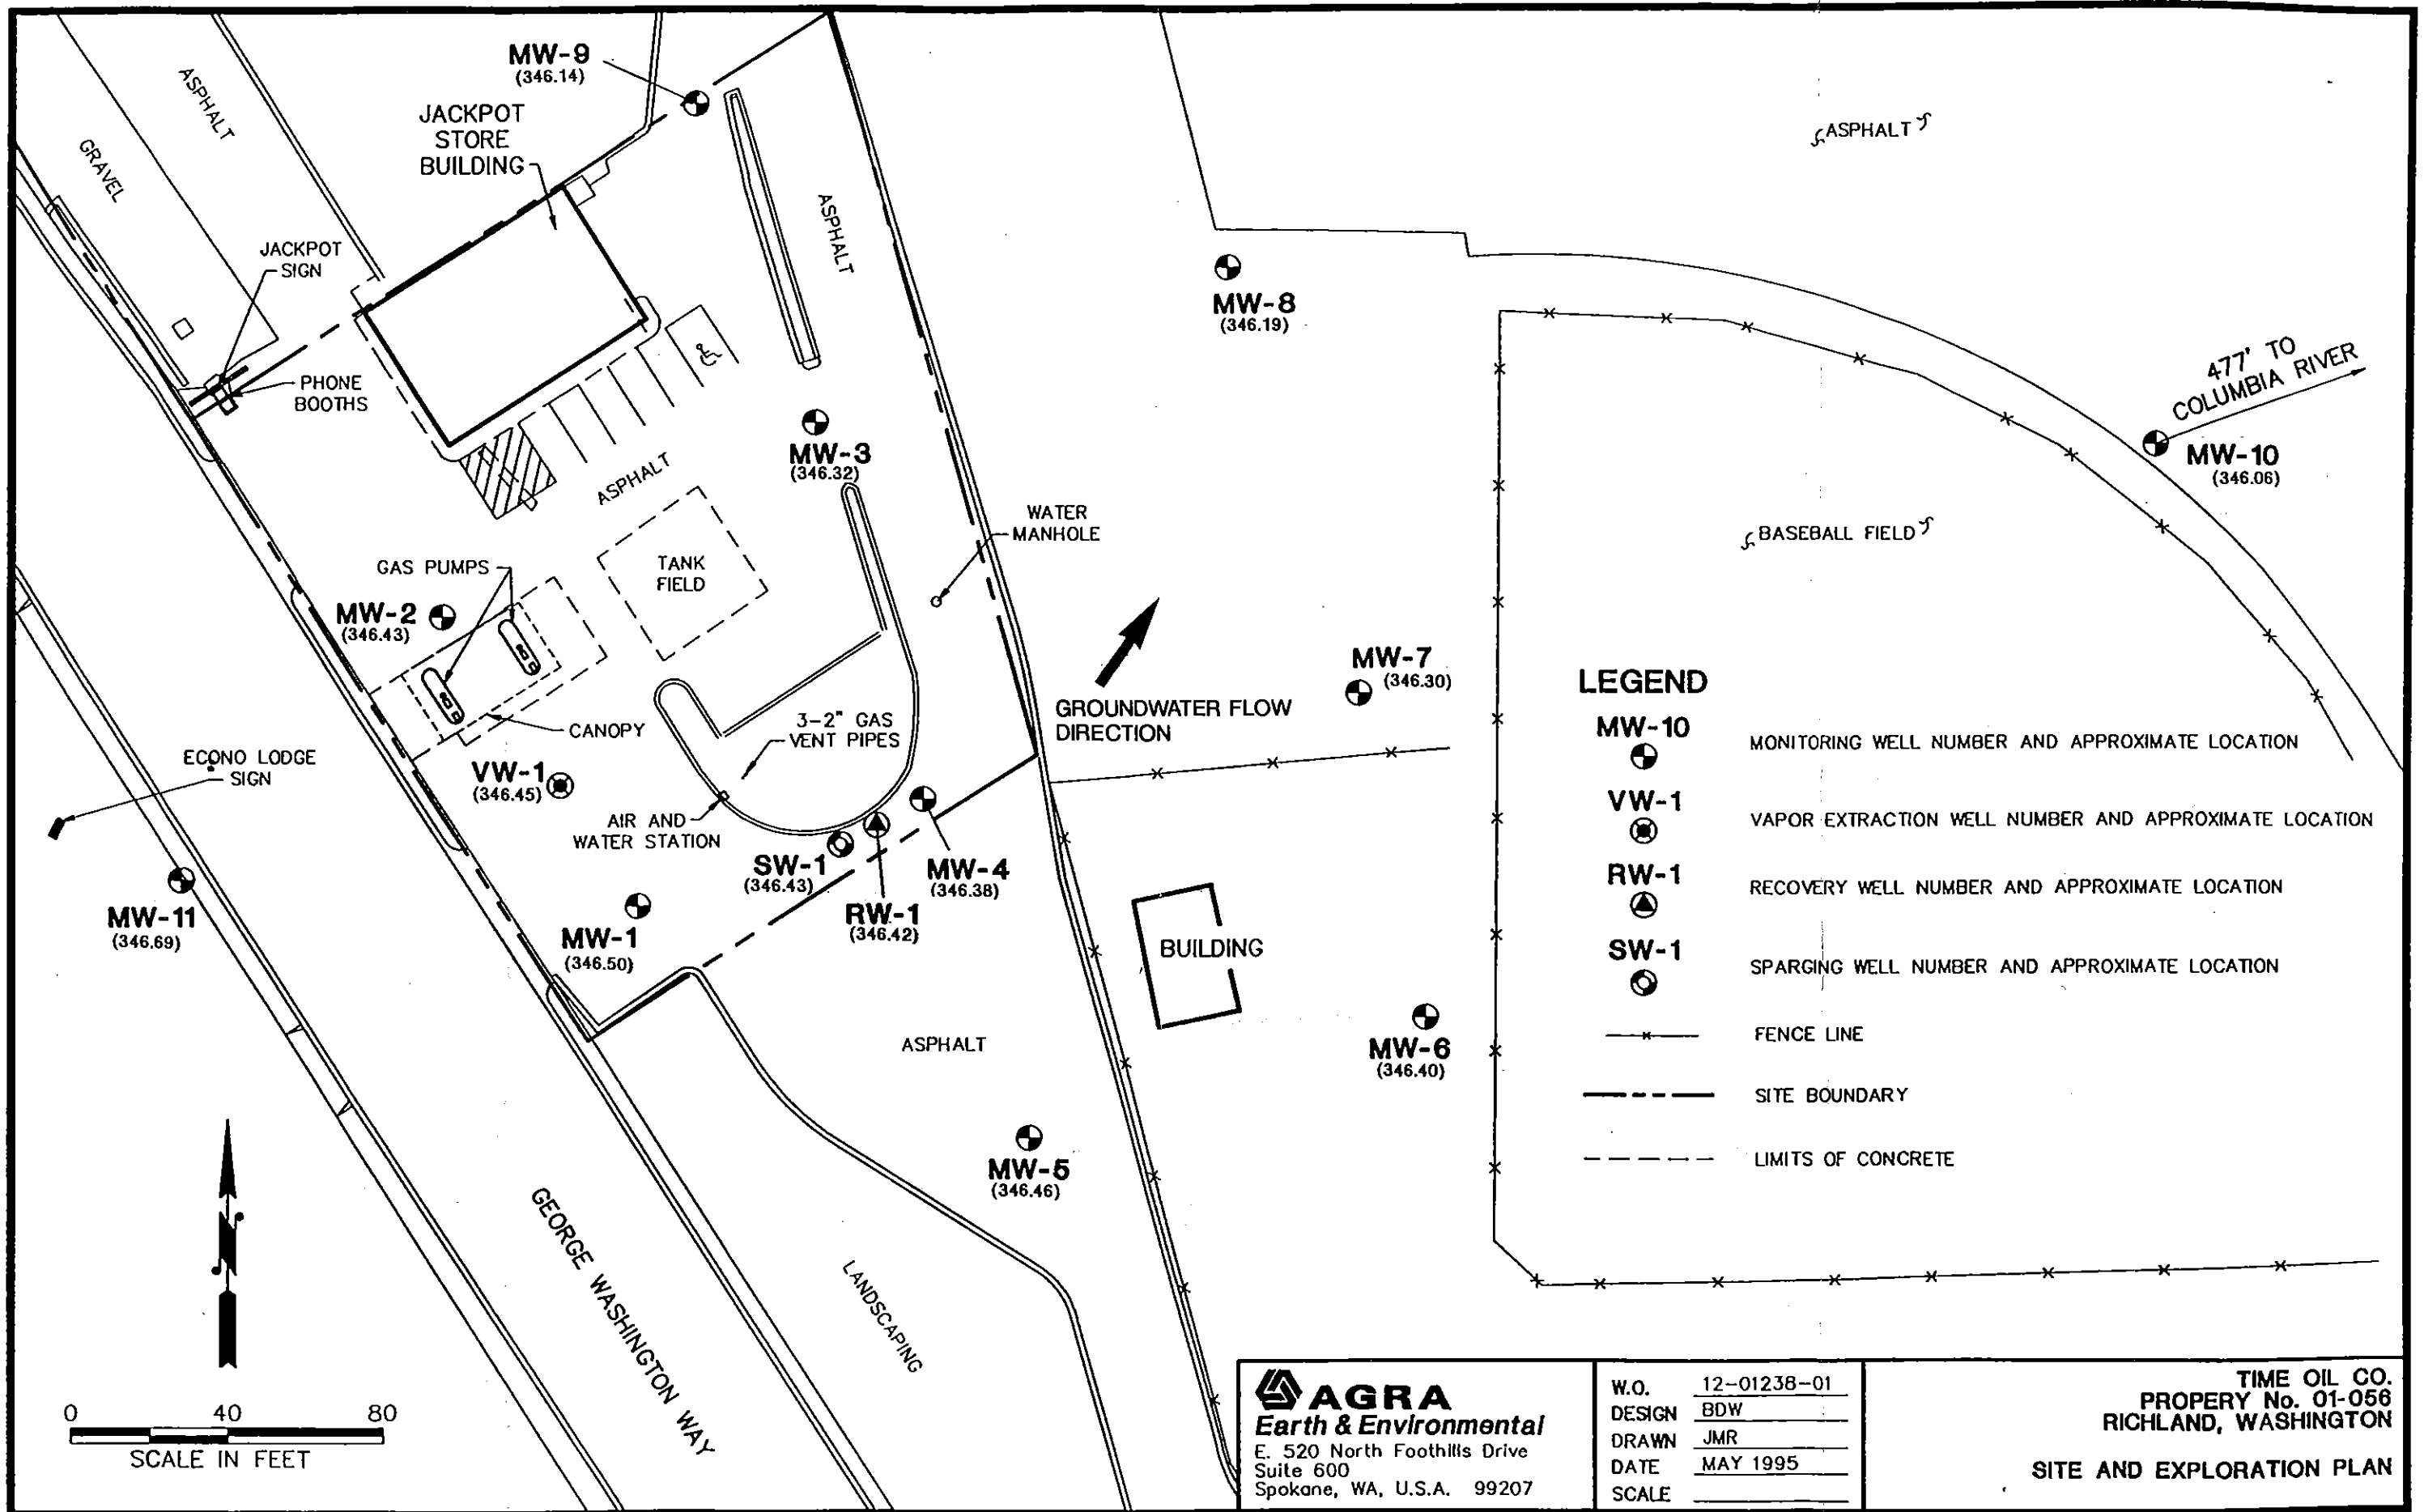 MW-9
(346.14)
JACKPOT
STORE
BUILDING
ASPHALT
GRAVEL
JACKPOT
SIGN
PHONE
BOOTHS
ASPHALT
MW-3
(346.32)
ASPHALT
TANK
FIELD
WATER
MANHOLE
GAS PUMPS
MW-2
(346.43)
CANOPY
3-2" GAS
VENT PIPES
ECONO LODGE
SIGN
VW-1
(346.45)
AIR AND
WATER STATION
SW-1
(346.43)
RW-1
(346.42)
MW-4
(346.38)
MW-11
(346.69)
MW-1
(346.50)
ASPHALT
MW-5
(346.46)
GEORGE WASHINGTON WAY
LANDSCAPING
0 40 80
SCALE IN FEET
ASPHALT
MW-8
(346.19)
477' TO
COLUMBIA RIVER
MW-10
(346.06)
BASEBALL FIELD
GROUNDWATER FLOW
DIRECTION
MW-7
(346.30)
BUILDING
MW-6
(346.40)
LEGEND
MW-10
MONITORING WELL NUMBER AND APPROXIMATE LOCATION
VW-1
VAPOR EXTRACTION WELL NUMBER AND APPROXIMATE LOCATION
RW-1
RECOVERY WELL NUMBER AND APPROXIMATE LOCATION
SW-1
SPARGING WELL NUMBER AND APPROXIMATE LOCATION
FENCE LINE
SITE BOUNDARY
LIMITS OF CONCRETE
AGRA
Earth & Environmental
E. 520 North Foothills Drive
Suite 600
Spokane, WA, U.S.A. 99207
W.O. 12-01238-01
DESIGN BDW
DRAWN JMR
DATE MAY 1995
SCALE
TIME OIL CO.
PROPERY No. 01-056
RICHLAND, WASHINGTON
SITE AND EXPLORATION PLAN